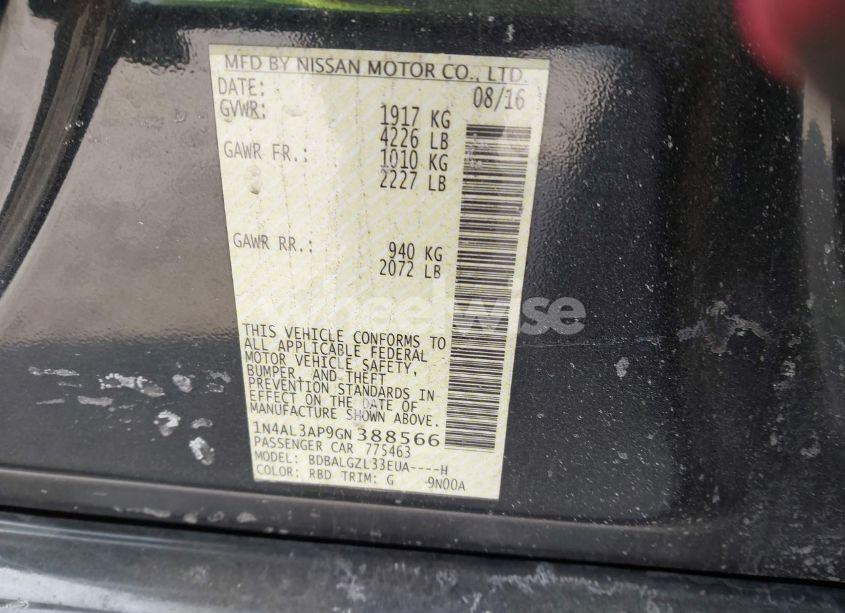 MFD BY NISSAN MOTOR CO., LTD.
DATE: 08/16
GVWR: 1917 KG
4226 LB
GAWR FR.: 1010 KG
2227 LB
GAWR RR.: 940 KG
2072 LB
wheelwise
THIS VEHICLE CONFORMS TO
ALL APPLICABLE FEDERAL
MOTOR VEHICLE SAFETY,
BUMPER, AND THEFT
PREVENTION STANDARDS IN
EFFECT ON THE DATE OF
MANUFACTURE SHOWN ABOVE.
1N4AL3AP9GN388566
PASSENGER CAR 775463
MODEL: BDBALGZL33EUA----H
COLOR: RBD TRIM: G -9N00A